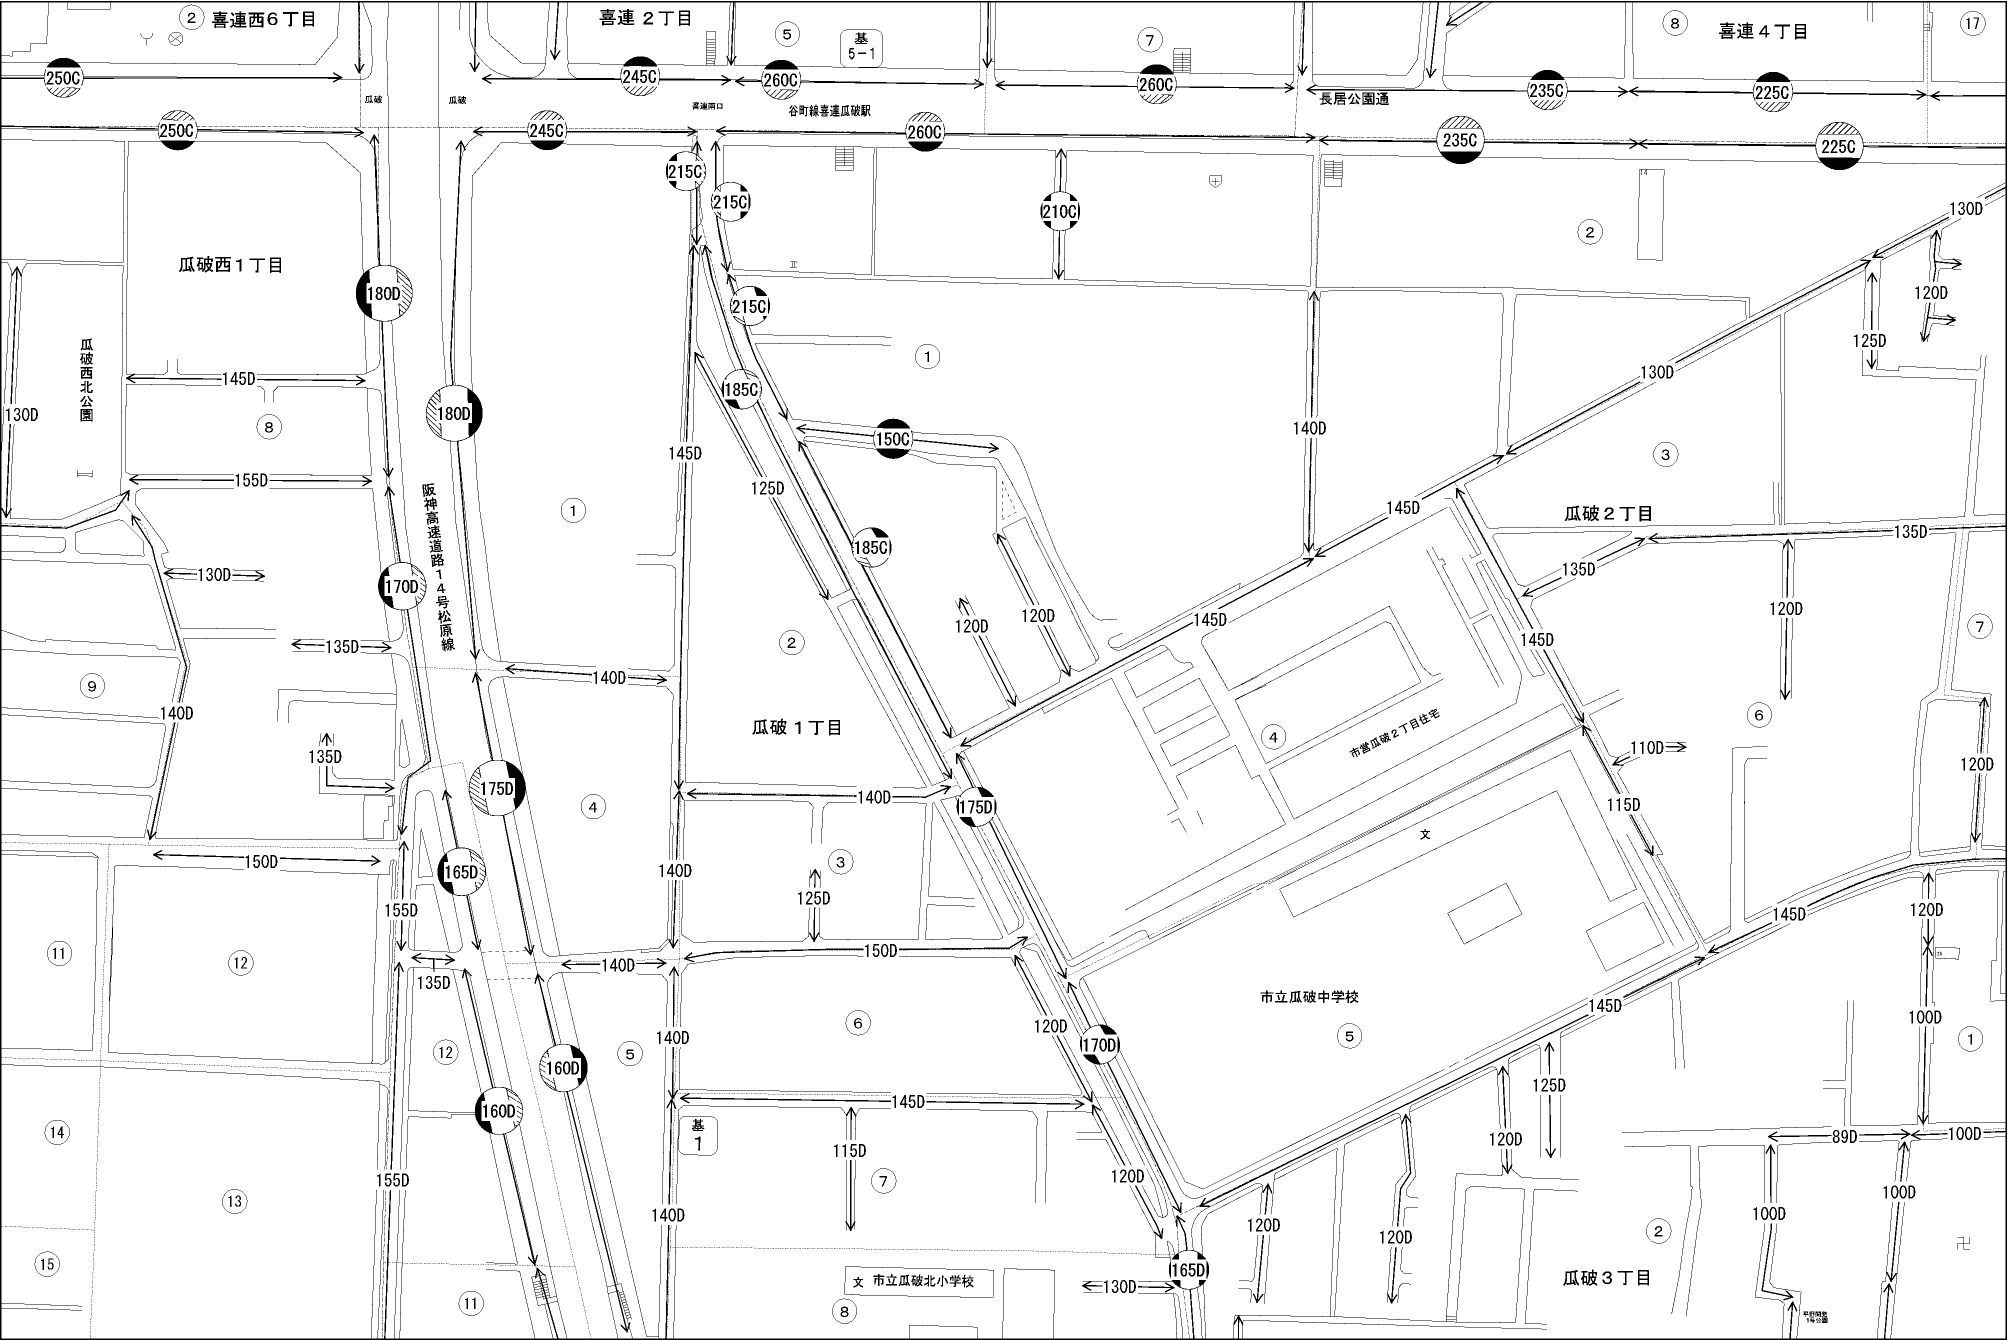 ② 喜連西6丁目
喜連 2丁目
⑤
基
5-1
⑦
⑧
喜連4丁目
⑰
250C
245C
260C
260C
235C
225C
瓜破
瓜破
喜連南口
谷町線喜連瓜破駅
長居公園通
250C
245C
260C
235C
225C
215C
215C
210C
14
②
130D
瓜破西1丁目
180D
215C
120D
125D
瓜破西北公園
145D
①
130D
185C
130D
180D
⑧
150C
140D
145D
③
155D
125D
阪神高速道路14号松原線
①
145D
瓜破2丁目
185C
135D
130D
170D
135D
120D
120D
120D
145D
⑦
135D
②
145D
140D
⑨
140D
瓜破1丁目
④
市営瓜破2丁目住宅
⑥
110D
135D
120D
175D
④
140D
175D
115D
文
150D
165D
140D
③
125D
155D
145D
120D
⑪
⑫
135D
140D
150D
市立瓜破中学校
145D
100D
120D
140D
⑥
⑤
170D
①
⑫
⑤
160D
125D
160D
145D
⑭
基
1
115D
120D
89D
100D
155D
⑦
120D
⑬
140D
100D
100D
120D
120D
②
⑮
165D
瓜破3丁目
文 市立瓜破北小学校
130D
⑪
⑧
平野開発
1号公園